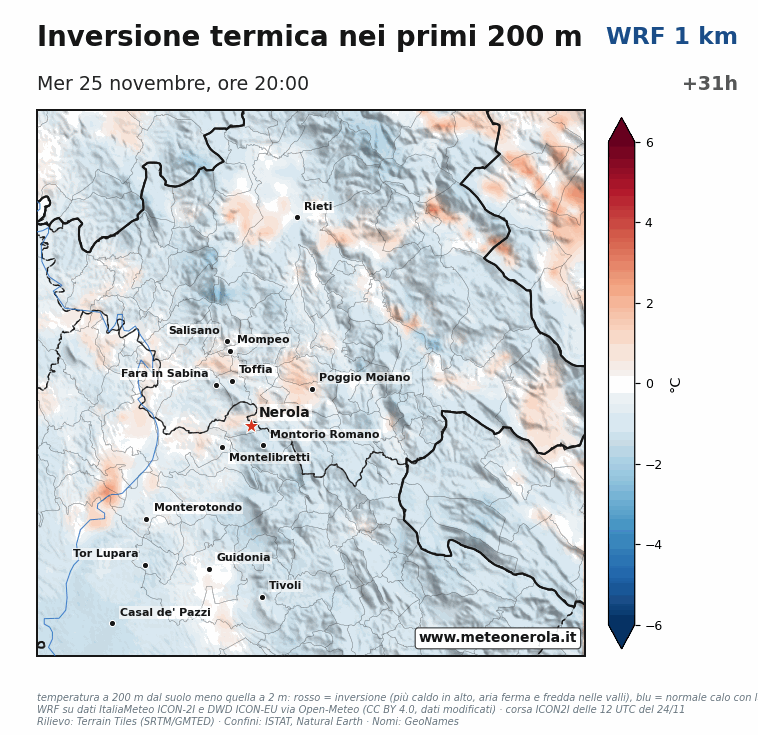 Inversione termica nei primi 200 m
WRF 1 km
Mer 25 novembre, ore 20:00
+31h
Rieti
Salisano
Mompeo
Toffia
Fara in Sabina
Poggio Moiano
Nerola
Montorio Romano
Montelibretti
Monterotondo
Tor Lupara
Guidonia
Tivoli
Casal de' Pazzi
www.meteonerola.it
6
4
2
0
−2
−4
−6
°C
temperatura a 200 m dal suolo meno quella a 2 m: rosso = inversione (più caldo in alto, aria ferma e fredda nelle valli), blu = normale calo con l
WRF su dati ItaliaMeteo ICON-2I e DWD ICON-EU via Open-Meteo (CC BY 4.0, dati modificati) · corsa ICON2I delle 12 UTC del 24/11
Rilievo: Terrain Tiles (SRTM/GMTED) · Confini: ISTAT, Natural Earth · Nomi: GeoNames